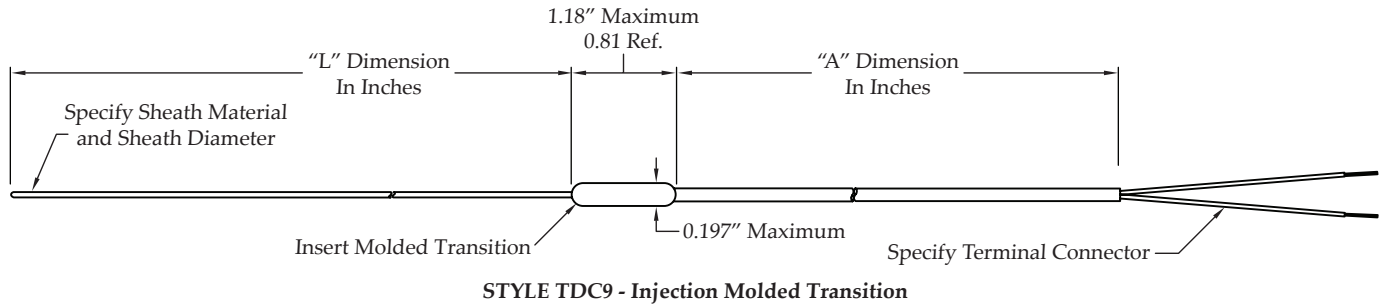 1.18" Maximum
0.81 Ref.
“L” Dimension
In Inches
“A” Dimension
In Inches
Specify Sheath Material
and Sheath Diameter
Insert Molded Transition
0.197" Maximum
Specify Terminal Connector
STYLE TDC9 - Injection Molded Transition